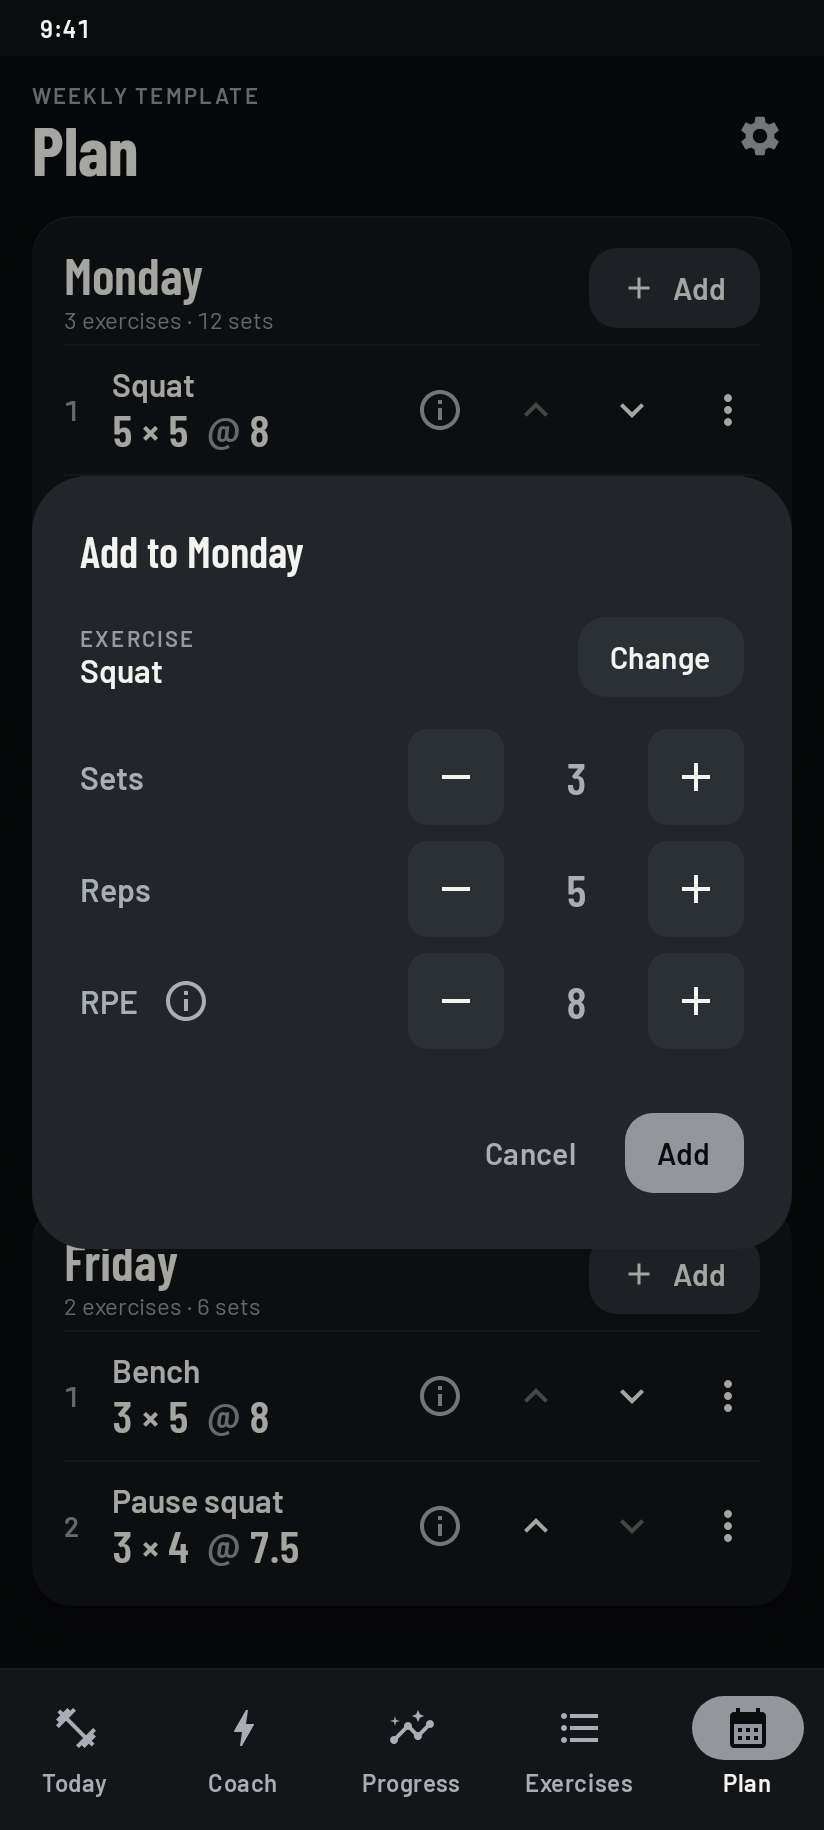 9:41
WEEKLY TEMPLATE
Plan
Monday
3 exercises · 12 sets
+ Add
1
Squat
5 × 5 @ 8
Add to Monday
EXERCISE
Squat
Change
Sets
− 3 +
Reps
− 5 +
RPE
− 8 +
Cancel
Add
Friday
2 exercises · 6 sets
+ Add
1
Bench
3 × 5 @ 8
2
Pause squat
3 × 4 @ 7.5
Today
Coach
Progress
Exercises
Plan